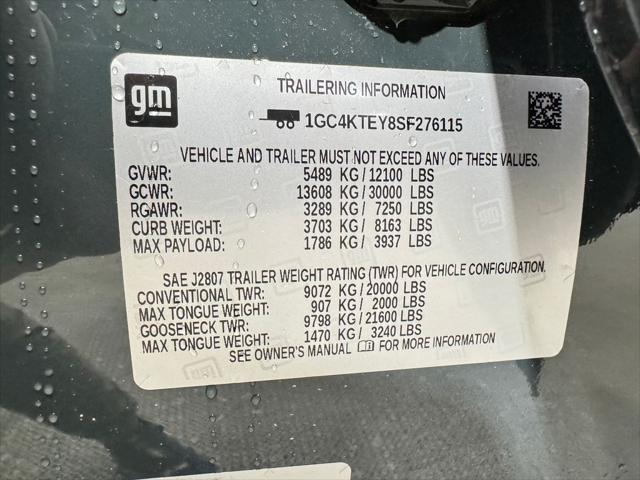 gm
TRAILERING INFORMATION
1GC4KTEY8SF276115
VEHICLE AND TRAILER MUST NOT EXCEED ANY OF THESE VALUES.
GVWR: 5489 KG / 12100 LBS
GCWR: 13608 KG / 30000 LBS
RGAWR: 3289 KG / 7250 LBS
CURB WEIGHT: 3703 KG / 8163 LBS
MAX PAYLOAD: 1786 KG / 3937 LBS
SAE J2807 TRAILER WEIGHT RATING (TWR) FOR VEHICLE CONFIGURATION.
CONVENTIONAL TWR: 9072 KG / 20000 LBS
MAX TONGUE WEIGHT: 907 KG / 2000 LBS
GOOSENECK TWR: 9798 KG / 21600 LBS
MAX TONGUE WEIGHT: 1470 KG / 3240 LBS
SEE OWNER'S MANUAL FOR MORE INFORMATION